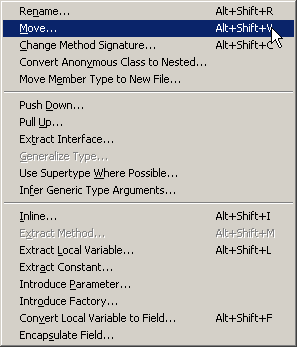 Rename... Alt+Shift+R
Move... Alt+Shift+V
Change Method Signature... Alt+Shift+C
Convert Anonymous Class to Nested...
Move Member Type to New File...
Push Down...
Pull Up...
Extract Interface...
Generalize Type...
Use Supertype Where Possible...
Infer Generic Type Arguments...
Inline... Alt+Shift+I
Extract Method... Alt+Shift+M
Extract Local Variable... Alt+Shift+L
Extract Constant...
Introduce Parameter...
Introduce Factory...
Convert Local Variable to Field... Alt+Shift+F
Encapsulate Field...